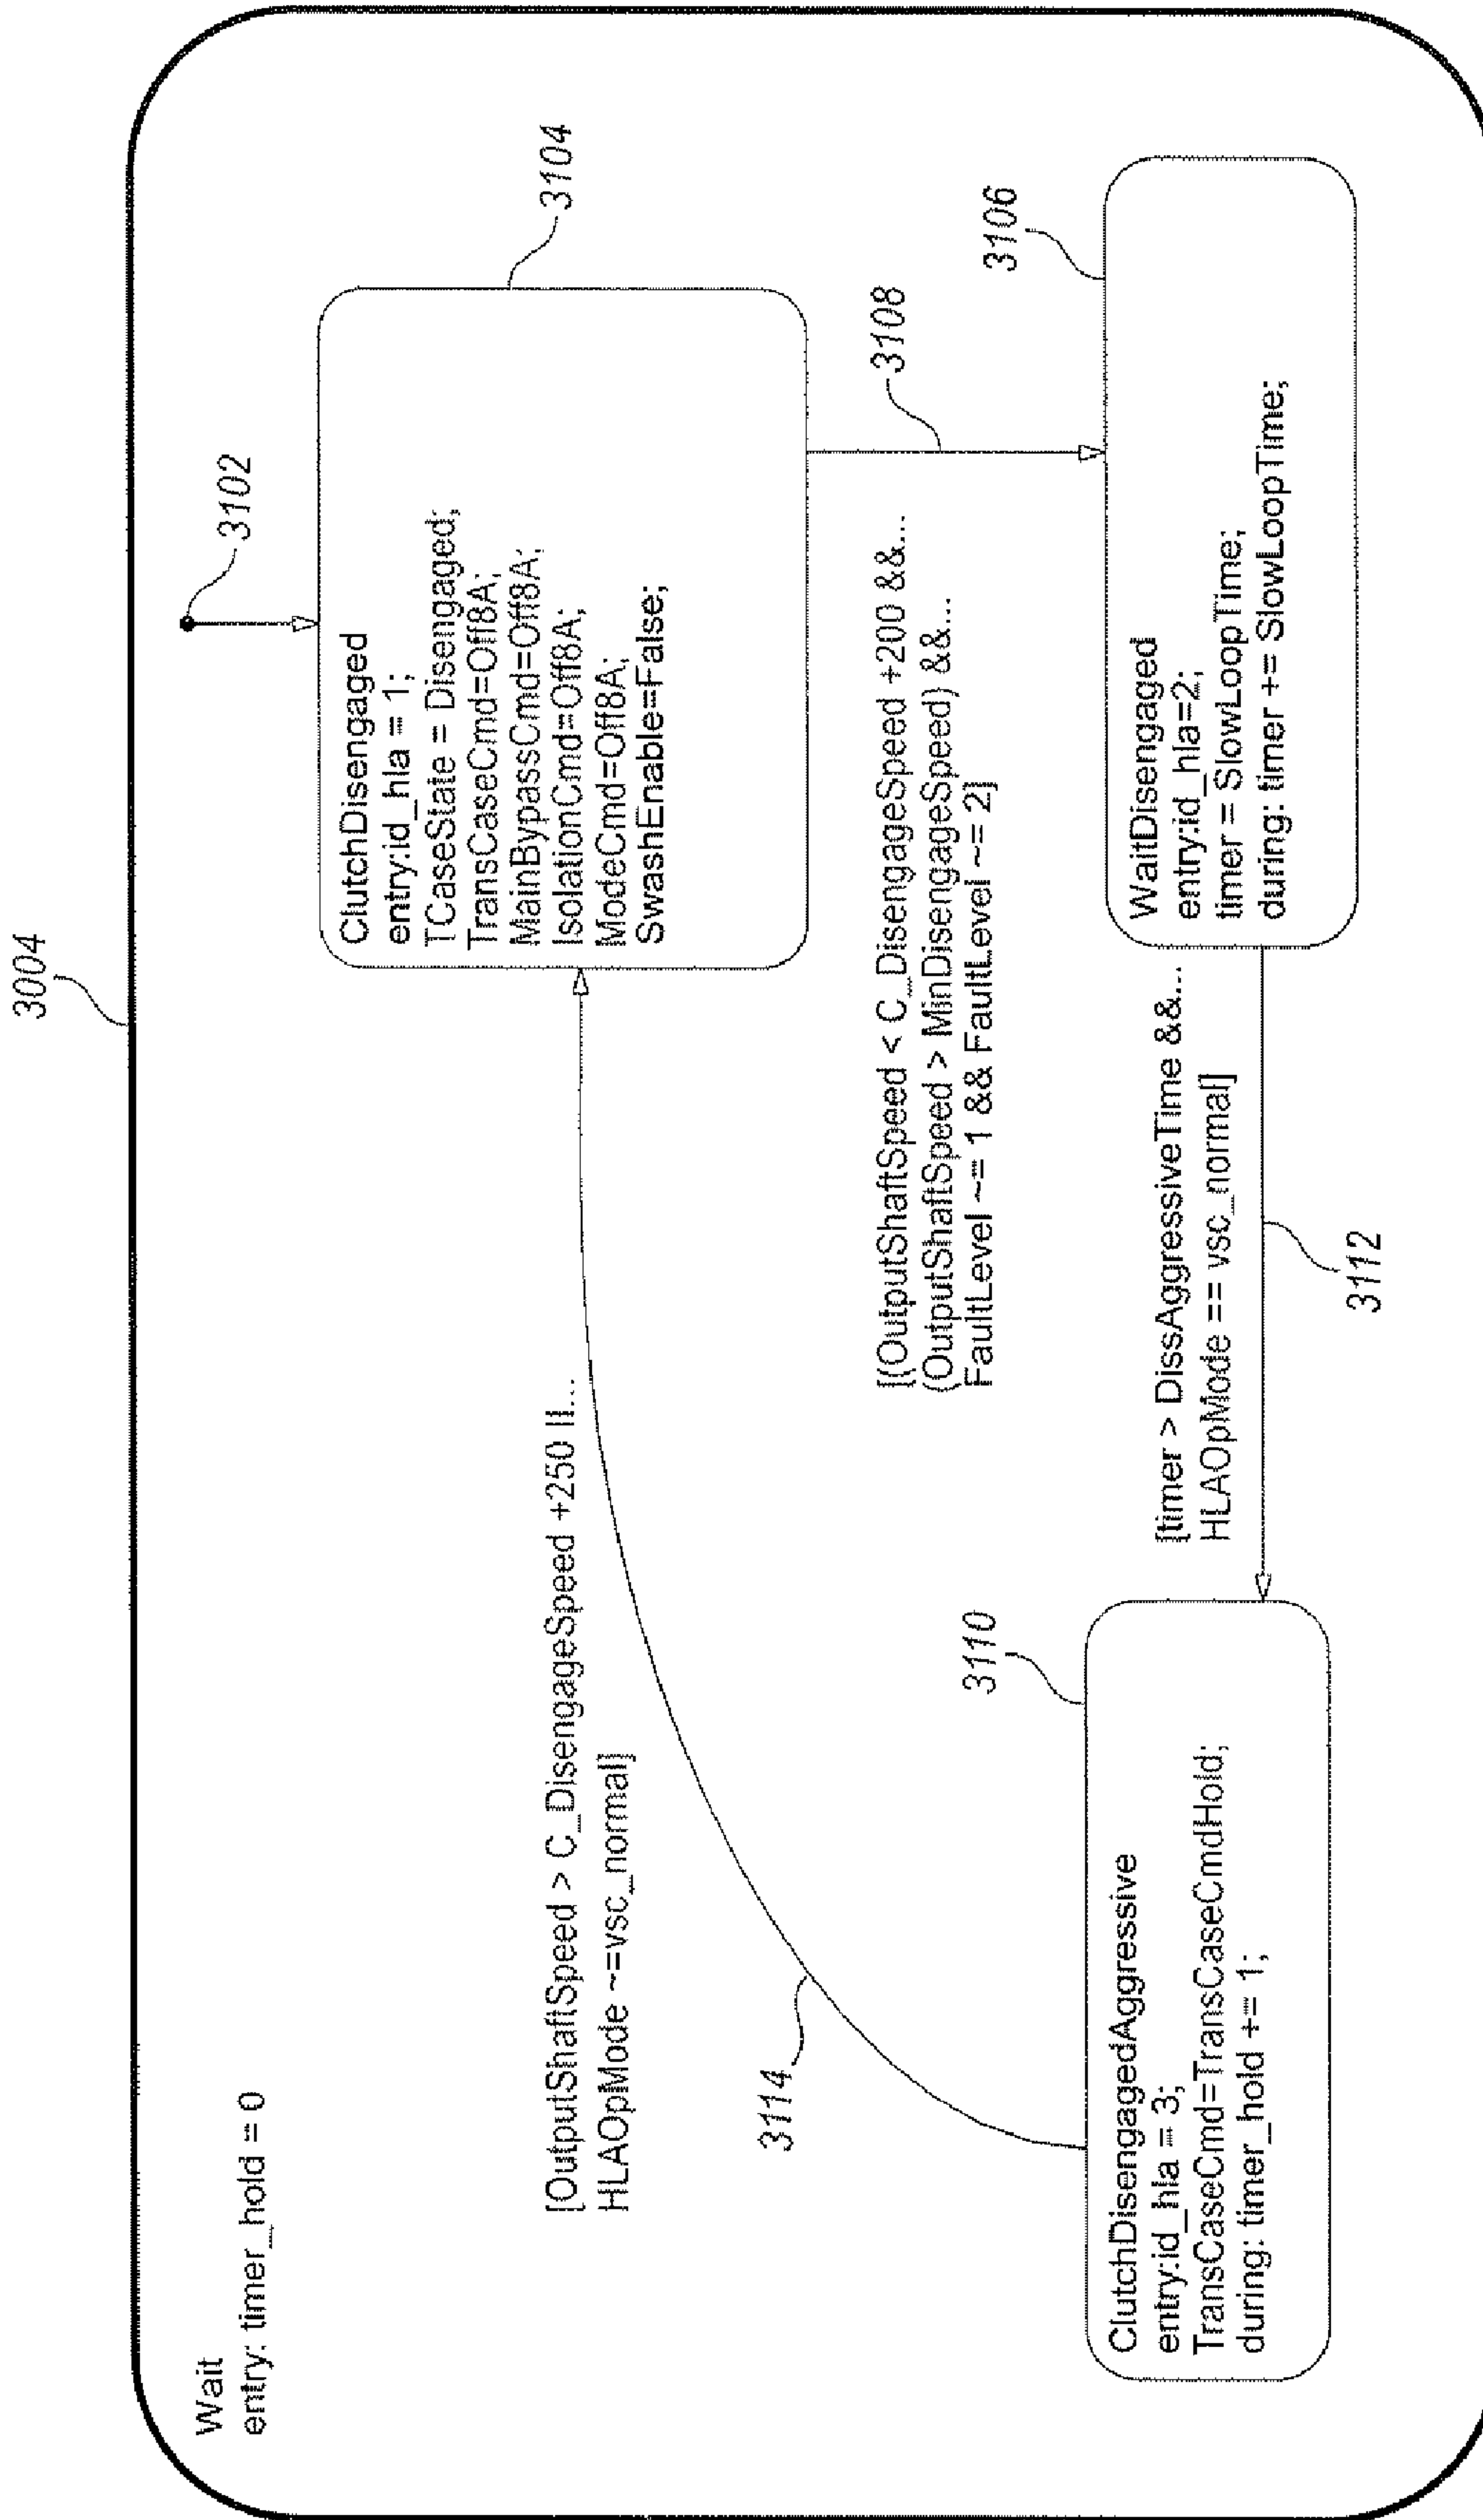 3004
Wait
entry: timer_hold = 0
3102
ClutchDisengaged
entry:id_hla = 1;
TCaseState = Disengaged;
TransCaseCmd=Off8A;
MainBypassCmd=Off8A;
IsolationCmd=Off8A;
ModeCmd=Off8A;
SwashEnable=False;
3104
[OutputShaftSpeed > C_DisengageSpeed +250 ||...
HLAOpMode ~=vsc_normal]
3114
[(OutputShaftSpeed < C_DisengageSpeed +200 &&...
(OutputShaftSpeed > MinDisengageSpeed) &&...
FaultLevel ~= 1 && FaultLevel ~= 2]
3108
ClutchDisengagedAggressive
entry:id_hla = 3;
TransCaseCmd=TransCaseCmdHold;
during: timer_hold += 1;
3110
[timer > DissAggressiveTime &&...
HLAOpMode == vsc_normal]
3112
WaitDisengaged
entry:id_hla=2;
timer = SlowLoopTime;
during: timer += SlowLoopTime;
3106